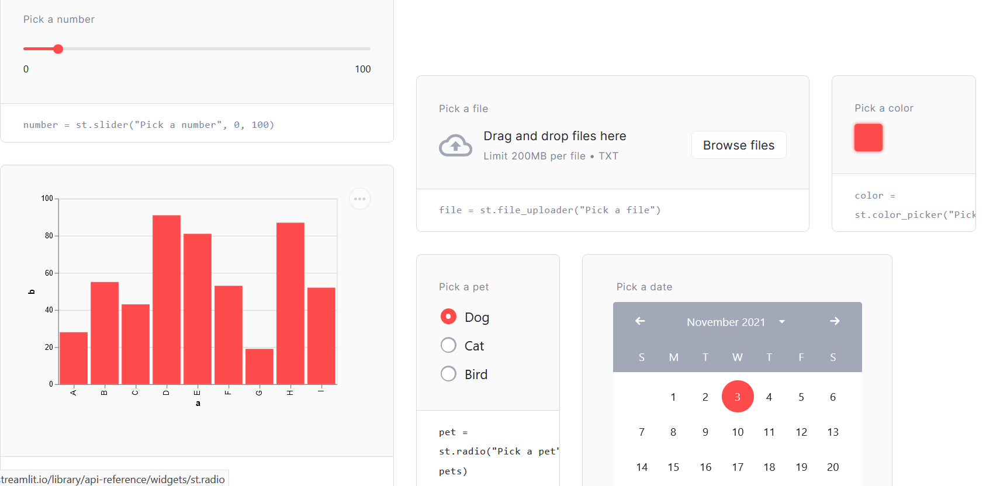 Pick a number
0 100
number = st.slider("Pick a number", 0, 100)
100
80
60
40
20
0
b
A B C D E F G H I
a
Pick a file
Drag and drop files here
Limit 200MB per file • TXT
Browse files
file = st.file_uploader("Pick a file")
Pick a color
color =
st.color_picker("Pick
Pick a pet
Dog
Cat
Bird
pet =
st.radio("Pick a pet"
pets)
Pick a date
November 2021
S M T W T F S
1 2 3 4 5 6
7 8 9 10 11 12 13
14 15 16 17 18 19 20
streamlit.io/library/api-reference/widgets/st.radio